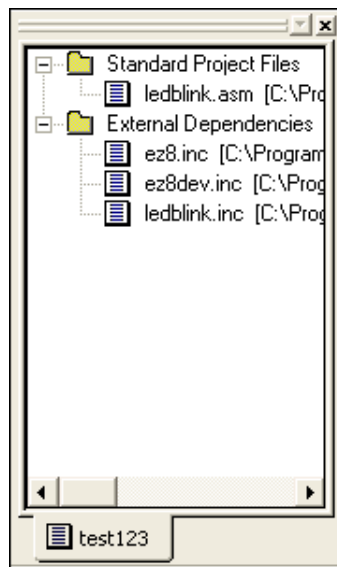 Standard Project Files
ledblink.asm [C:\Pro
External Dependencies
ez8.inc [C:\Program
ez8dev.inc [C:\Prog
ledblink.inc [C:\Prog
test123